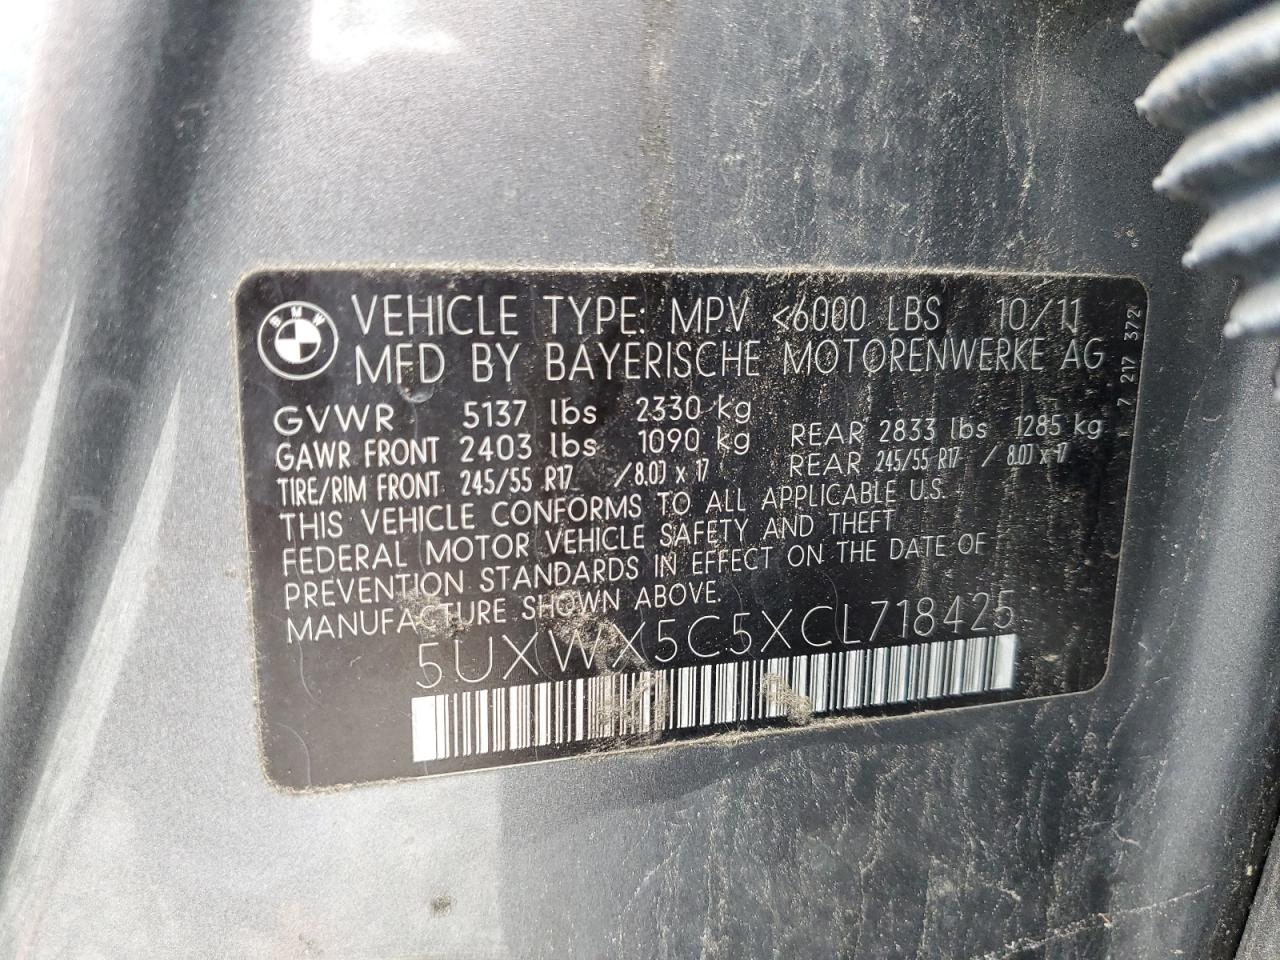 BMW
VEHICLE TYPE: MPV <6000 LBS 10/11
MFD BY BAYERISCHE MOTORENWERKE AG
GVWR 5137 lbs 2330 kg
GAWR FRONT 2403 lbs 1090 kg REAR 2833 lbs 1285 kg
TIRE/RIM FRONT 245/55 R17 / 8.0J x 17 REAR 245/55 R17 / 8.0J x 17
THIS VEHICLE CONFORMS TO ALL APPLICABLE U.S.
FEDERAL MOTOR VEHICLE SAFETY AND THEFT
PREVENTION STANDARDS IN EFFECT ON THE DATE OF
MANUFACTURE SHOWN ABOVE.
5UXWX5C5XCL718425
7 217 372